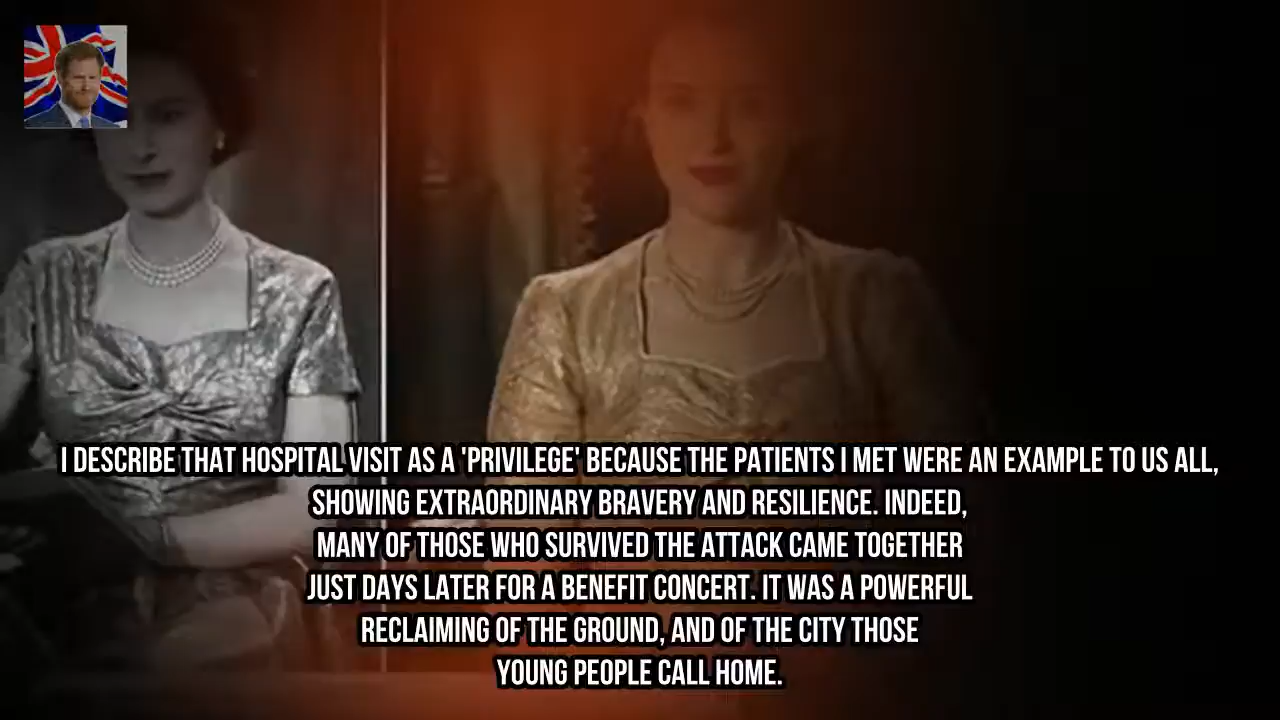 I DESCRIBE THAT HOSPITAL VISIT AS A 'PRIVILEGE' BECAUSE THE PATIENTS I MET WERE AN EXAMPLE TO US ALL,
SHOWING EXTRAORDINARY BRAVERY AND RESILIENCE. INDEED,
MANY OF THOSE WHO SURVIVED THE ATTACK CAME TOGETHER
JUST DAYS LATER FOR A BENEFIT CONCERT. IT WAS A POWERFUL
RECLAIMING OF THE GROUND, AND OF THE CITY THOSE
YOUNG PEOPLE CALL HOME.